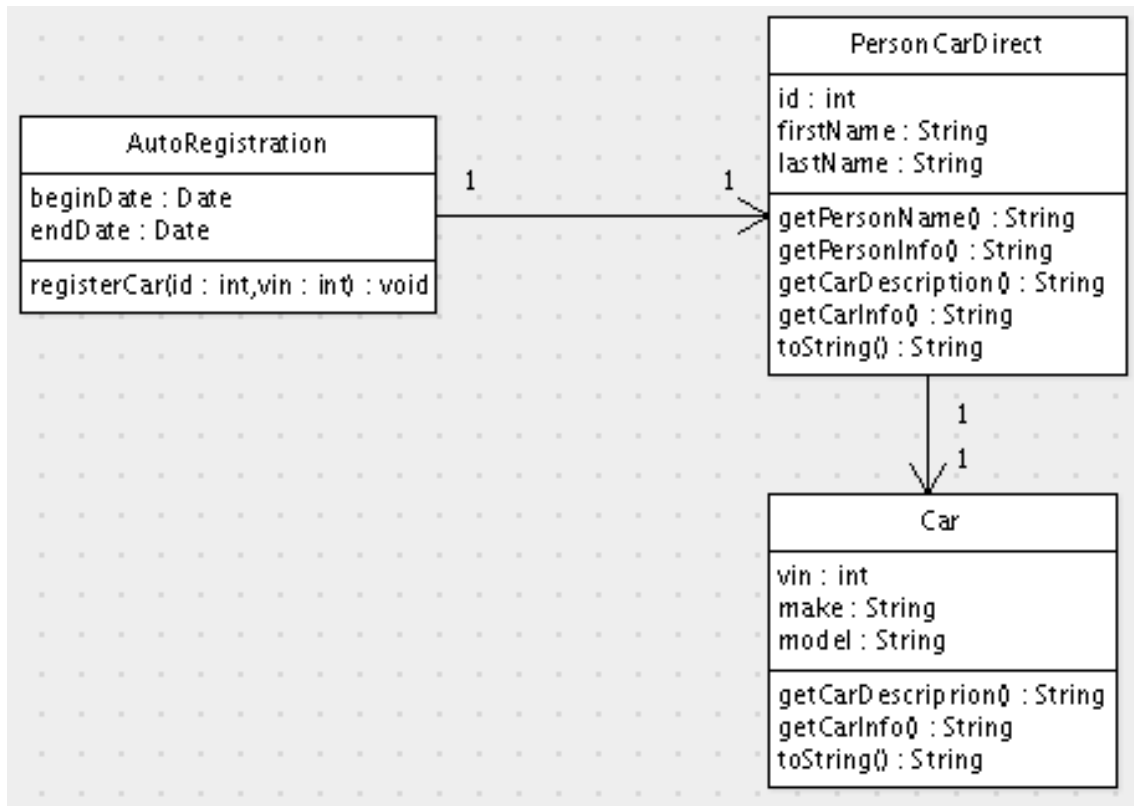 AutoRegistration
beginDate : Date
endDate : Date
registerCar(id : int,vin : int) : void
1
1
PersonCarDirect
id : int
firstName : String
lastName : String
getPersonName() : String
getPersonInfo() : String
getCarDescription() : String
getCarInfo() : String
toString() : String
1
1
Car
vin : int
make : String
model : String
getCarDescriprion() : String
getCarInfo() : String
toString() : String